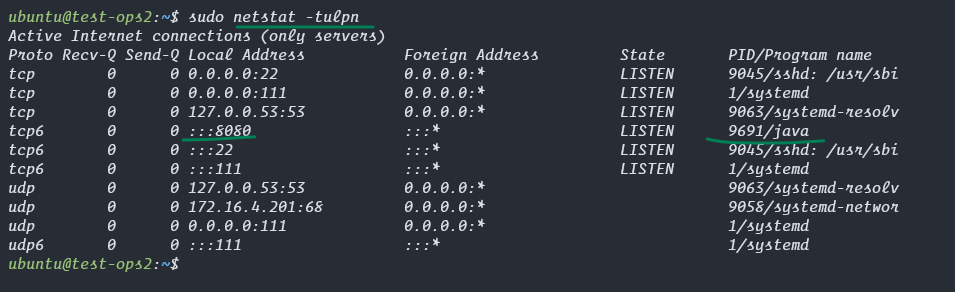 ubuntu@test-ops2:~$ sudo netstat -tulpn
Active Internet connections (only servers)
Proto Recv-Q Send-Q Local Address           Foreign Address         State       PID/Program name
tcp        0      0 0.0.0.0:22              0.0.0.0:*               LISTEN      9045/sshd: /usr/sbi
tcp        0      0 0.0.0.0:111             0.0.0.0:*               LISTEN      1/systemd
tcp        0      0 127.0.0.53:53           0.0.0.0:*               LISTEN      9063/systemd-resolv
tcp6       0      0 :::8080                 :::*                    LISTEN      9691/java
tcp6       0      0 :::22                   :::*                    LISTEN      9045/sshd: /usr/sbi
tcp6       0      0 :::111                  :::*                    LISTEN      1/systemd
udp        0      0 127.0.0.53:53           0.0.0.0:*                           9063/systemd-resolv
udp        0      0 172.16.4.201:68         0.0.0.0:*                           9058/systemd-networ
udp        0      0 0.0.0.0:111             0.0.0.0:*                           1/systemd
udp6       0      0 :::111                  :::*                                1/systemd
ubuntu@test-ops2:~$